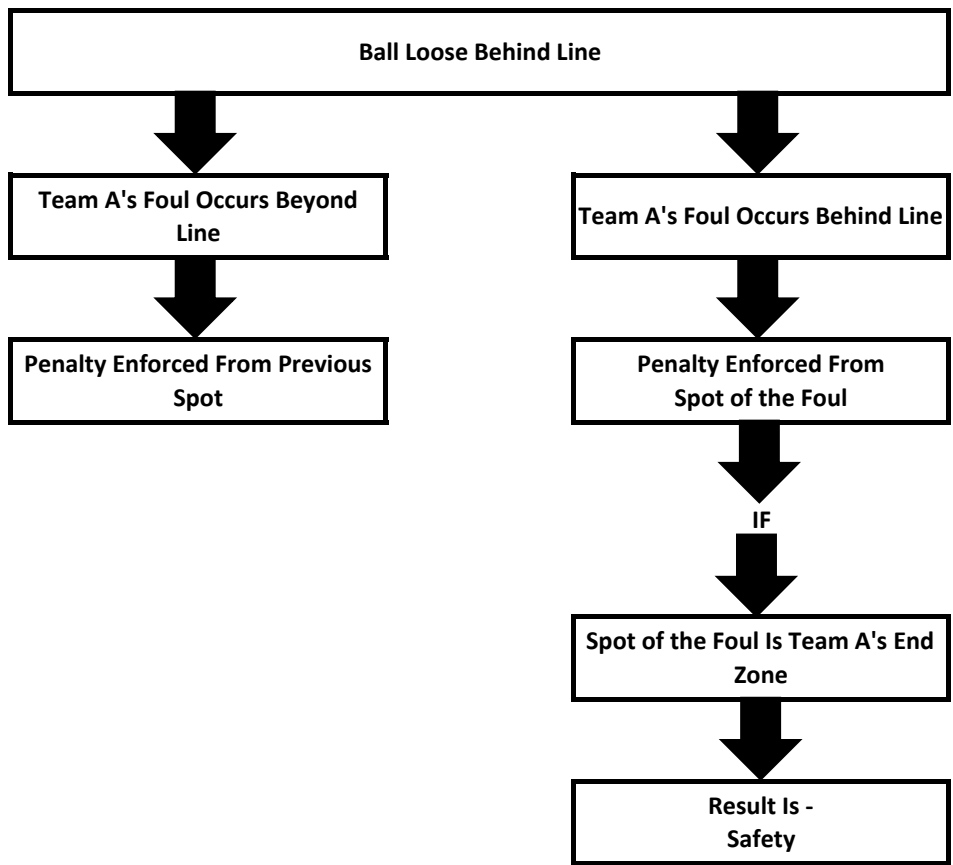 Ball Loose Behind Line
Team A's Foul Occurs Beyond
Line
Team A's Foul Occurs Behind Line
Penalty Enforced From Previous
Spot
Penalty Enforced From
Spot of the Foul
IF
Spot of the Foul Is Team A's End
Zone
Result Is -
Safety